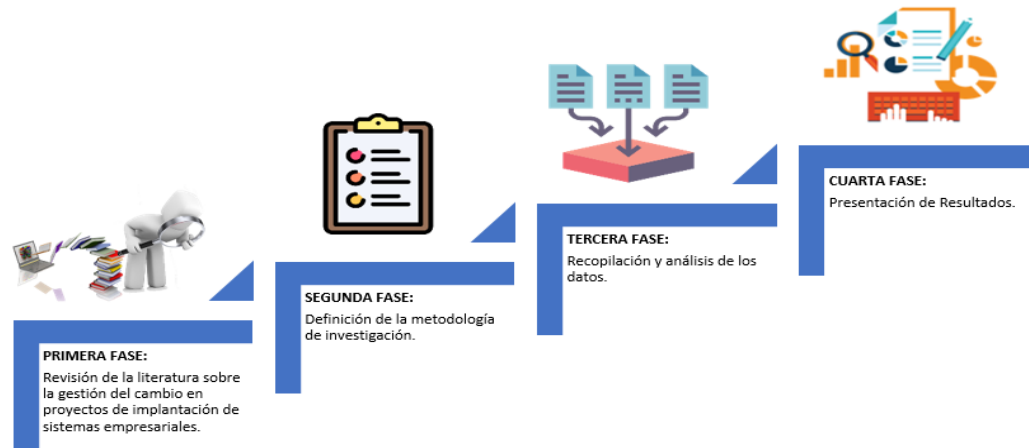 PRIMERA FASE:
Revisión de la literatura sobre
la gestión del cambio en
proyectos de implantación de
sistemas empresariales.
SEGUNDA FASE:
Definición de la metodología
de investigación.
TERCERA FASE:
Recopilación y análisis de los
datos.
CUARTA FASE:
Presentación de Resultados.